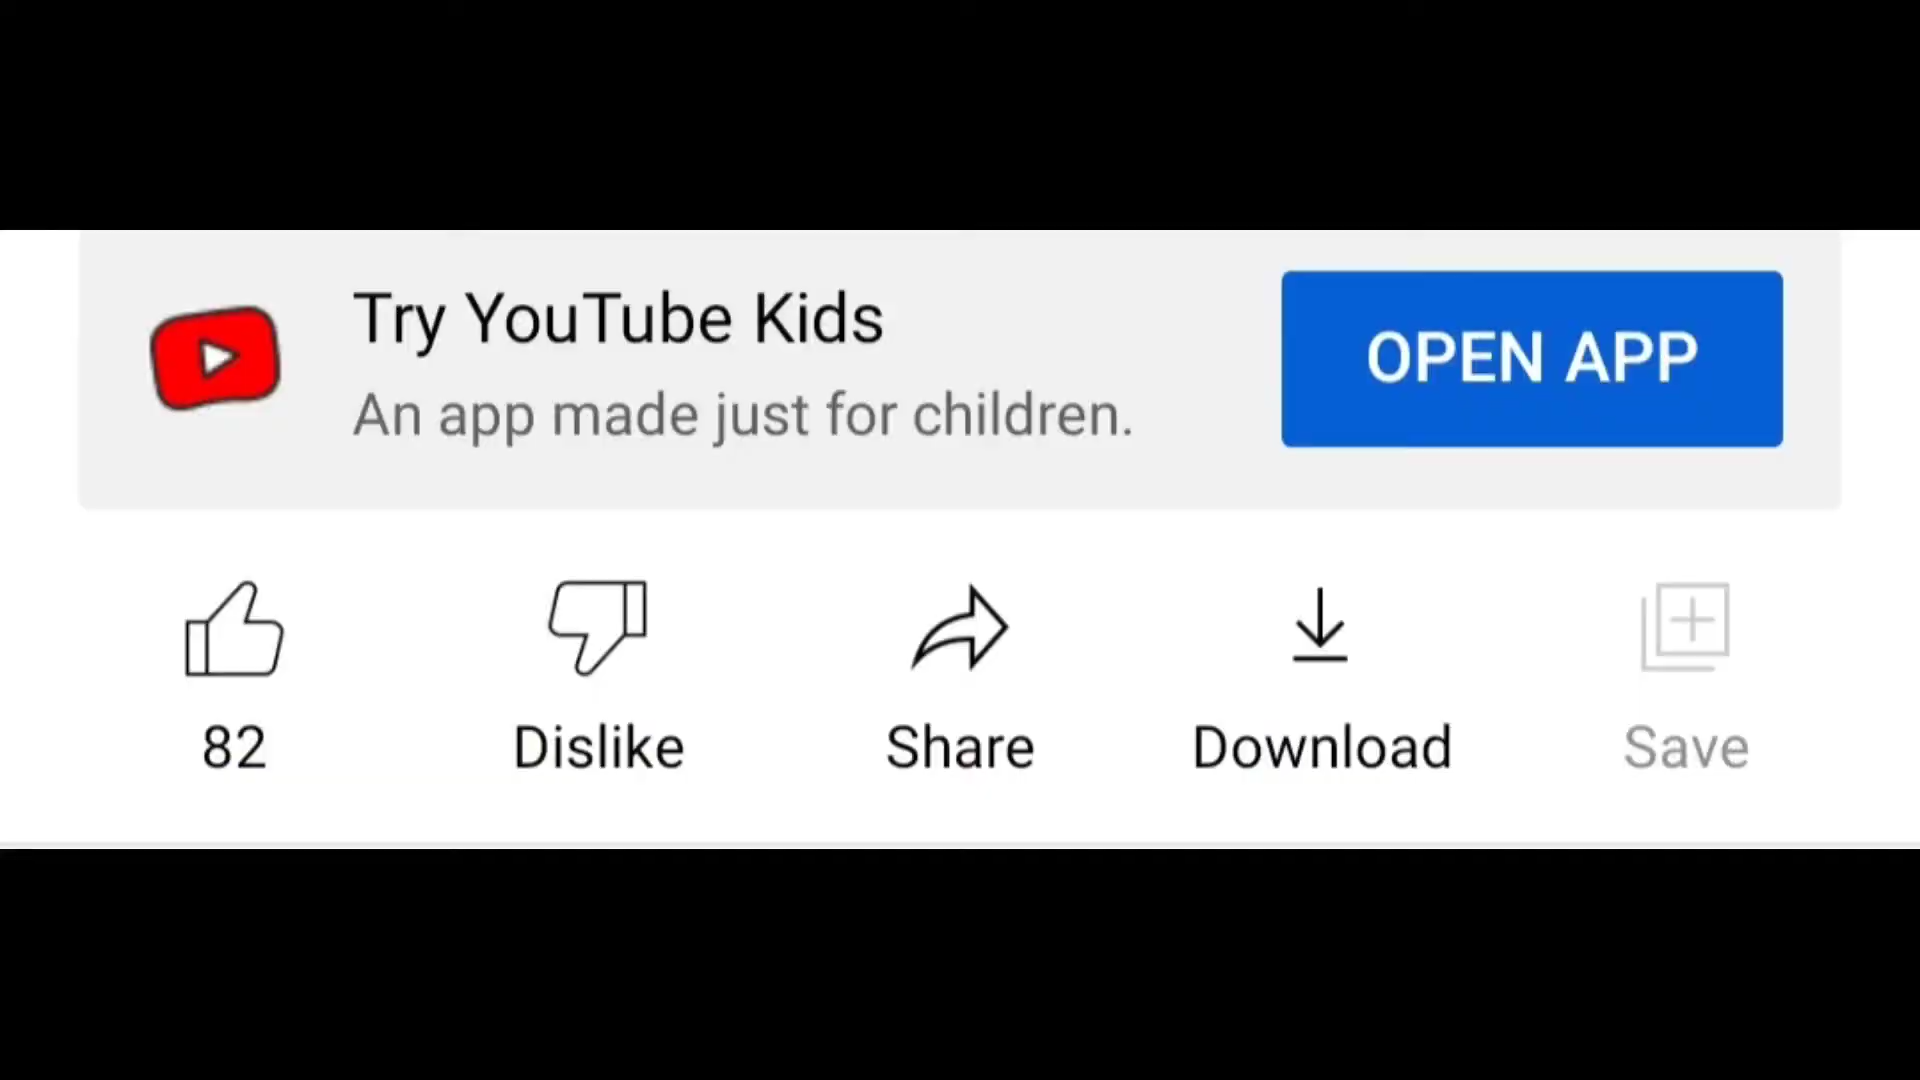 Try YouTube Kids
An app made just for children.
OPEN APP
82
Dislike
Share
Download
Save